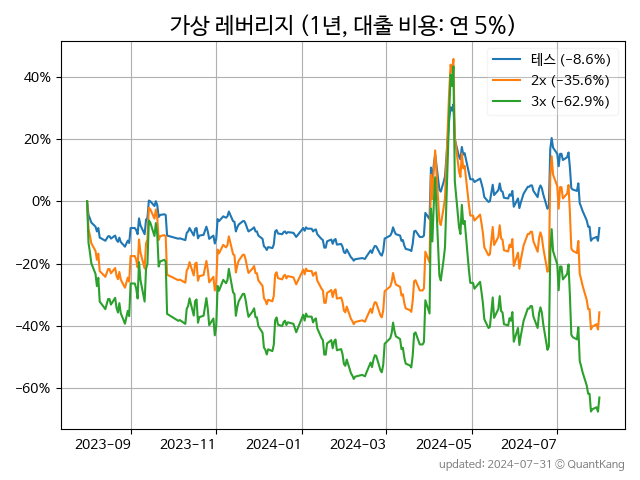 가상 레버리지 (1년, 대출 비용: 연 5%)
테스 (−8.6%)
2x (−35.6%)
3x (−62.9%)
40%
20%
0%
−20%
−40%
−60%
2023-09 2023-11 2024-01 2024-03 2024-05 2024-07
updated: 2024-07-31 © QuantKang